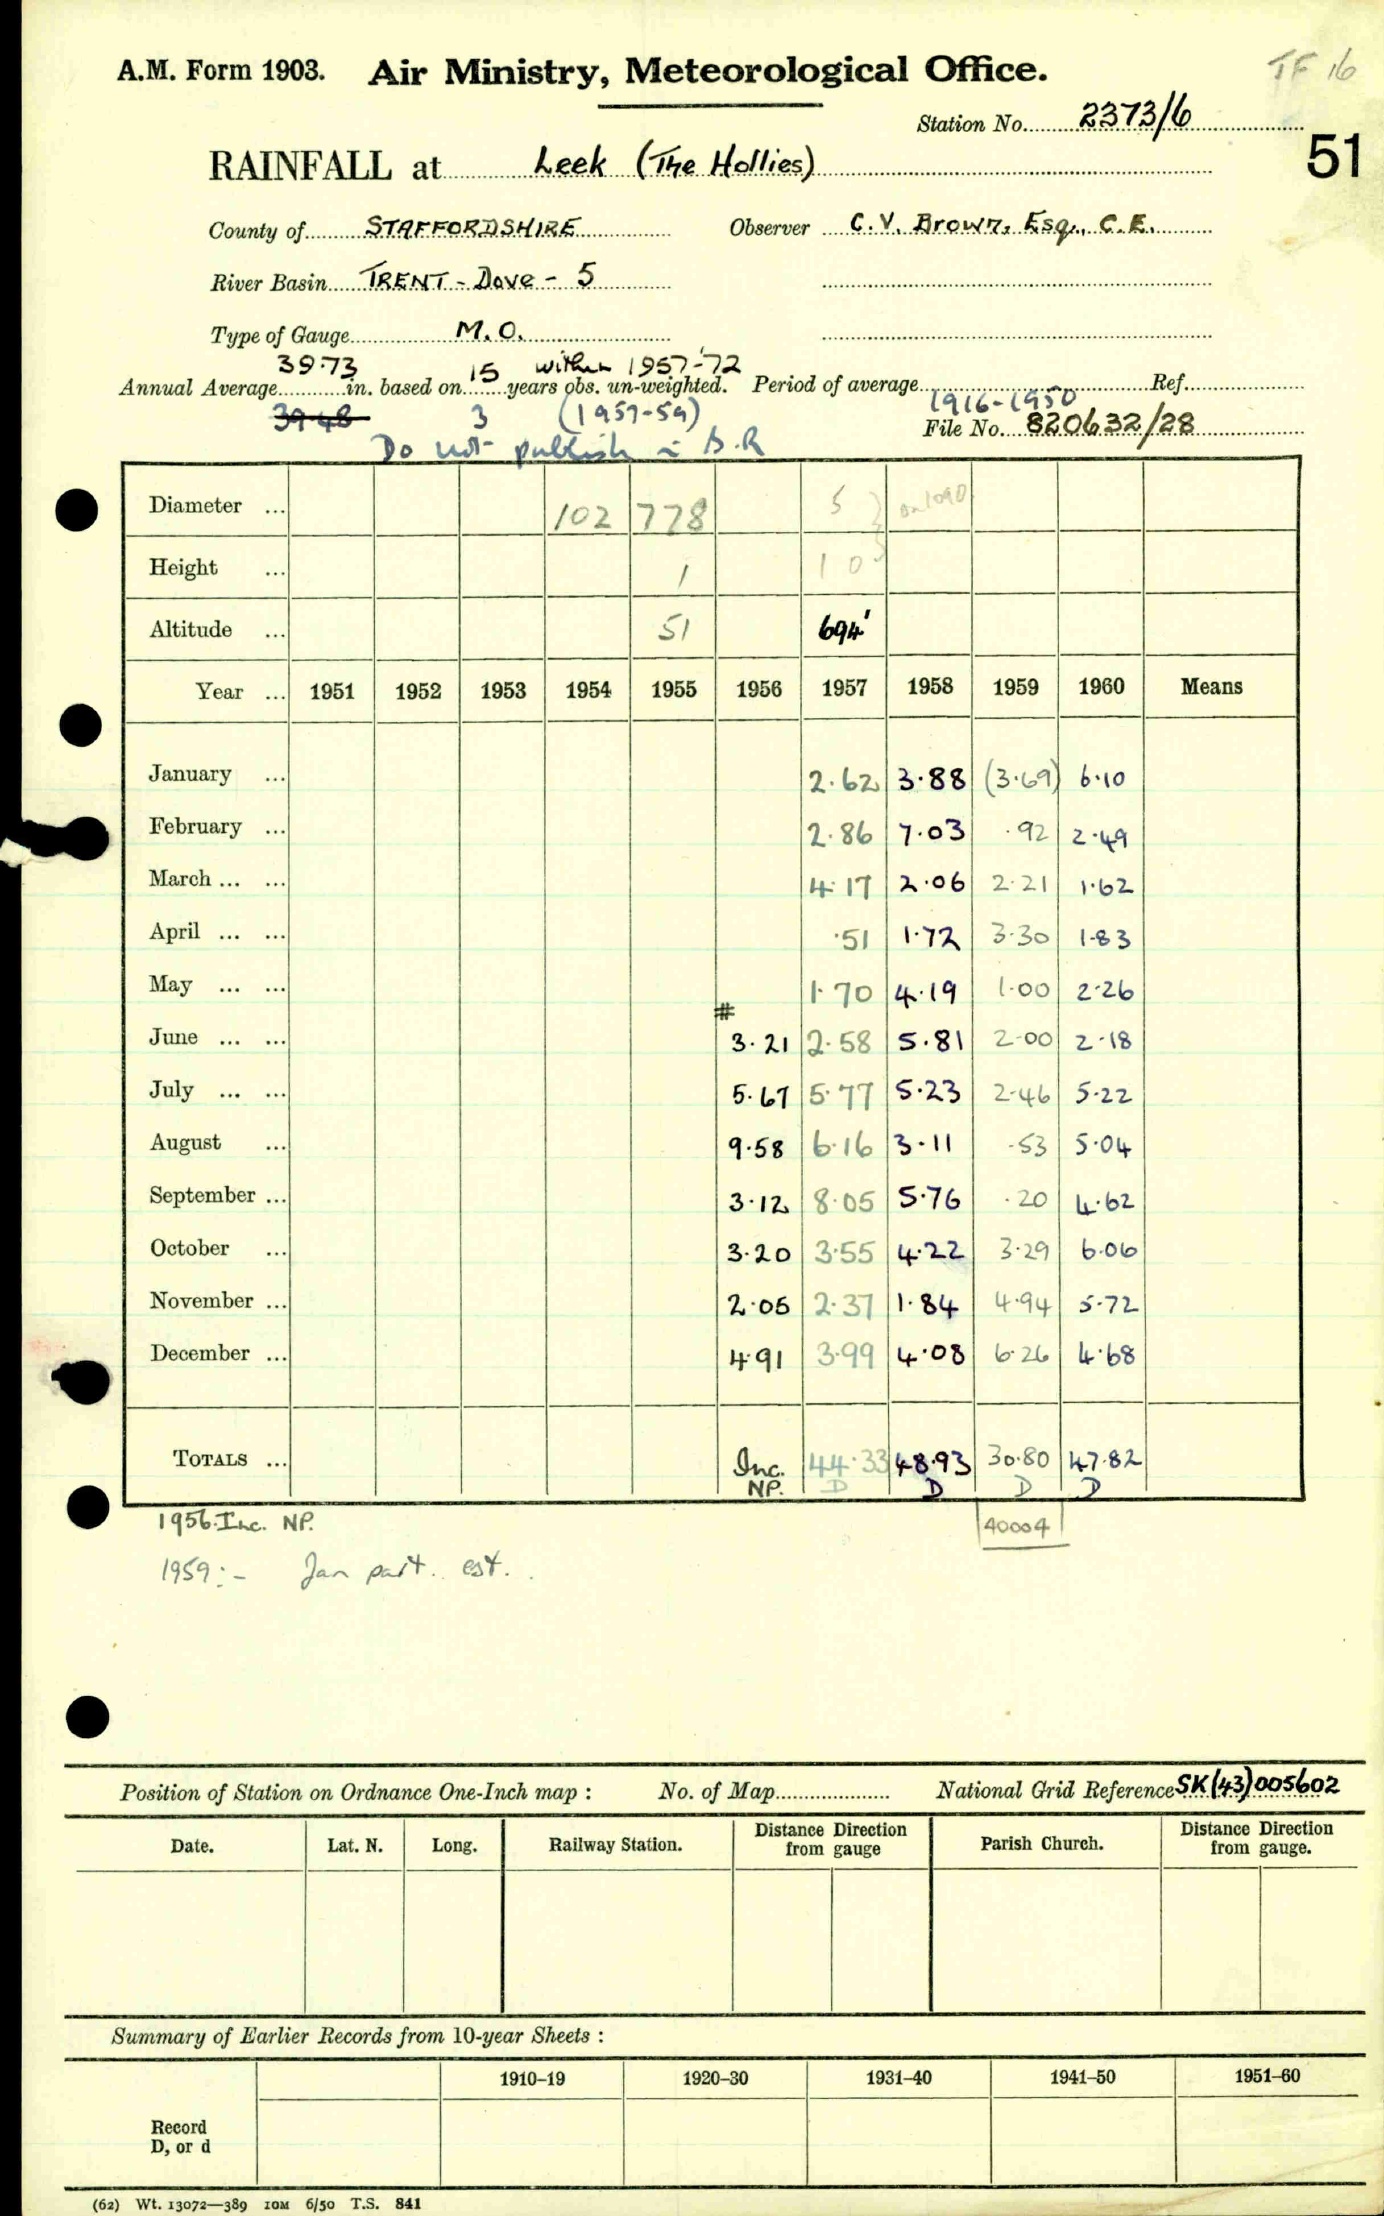 A.M. Form 1903. Air Ministry, Meteorological Office. TF 16
Station No. 2373/6
51
RAINFALL at Leek (The Hollies)
County of STAFFORDSHIRE Observer C.V. Brown, Esq., C.E.
River Basin TRENT - Dove - 5
Type of Gauge M.O.
39.73 15 within 1957-'72
Annual Average in. based on years obs. un-weighted. Period of average 1916-1950 Ref.
39.48 3 (1957-59) File No. 820632/28
Do not publish in B.R
Diameter ... 102 778 5
Height ... 1 1 0
Altitude ... 51 694'
Year ... 1951 1952 1953 1954 1955 1956 1957 1958 1959 1960 Means
January ... 2.62 3.88 (3.69) 6.10
February ... 2.86 7.03 .92 2.49
March ... ... 4.17 2.06 2.21 1.62
April ... ... .51 1.72 3.30 1.83
May ... ... 1.70 4.19 1.00 2.26
#
June ... ... 3.21 2.58 5.81 2.00 2.18
July ... ... 5.67 5.77 5.23 2.46 5.22
August ... 9.58 6.16 3.11 .53 5.04
September ... 3.12 8.05 5.76 .20 4.62
October ... 3.20 3.55 4.22 3.29 6.06
November ... 2.05 2.37 1.84 4.94 5.72
December ... 4.91 3.99 4.08 6.26 4.68
TOTALS ... Inc. 44.33 48.93 30.80 47.82
NP. D D D D
1956. Inc. NP. 40004
1959:- Jan part. est.
Position of Station on Ordnance One-Inch map : No. of Map National Grid Reference SK(43)005602
Date. Lat. N. Long. Railway Station. Distance Direction from gauge Parish Church. Distance Direction from gauge.
Summary of Earlier Records from 10-year Sheets :
1910–19 1920–30 1931–40 1941–50 1951–60
Record
D, or d
(62) Wt. 13072—389 10M 6/50 T.S. 841